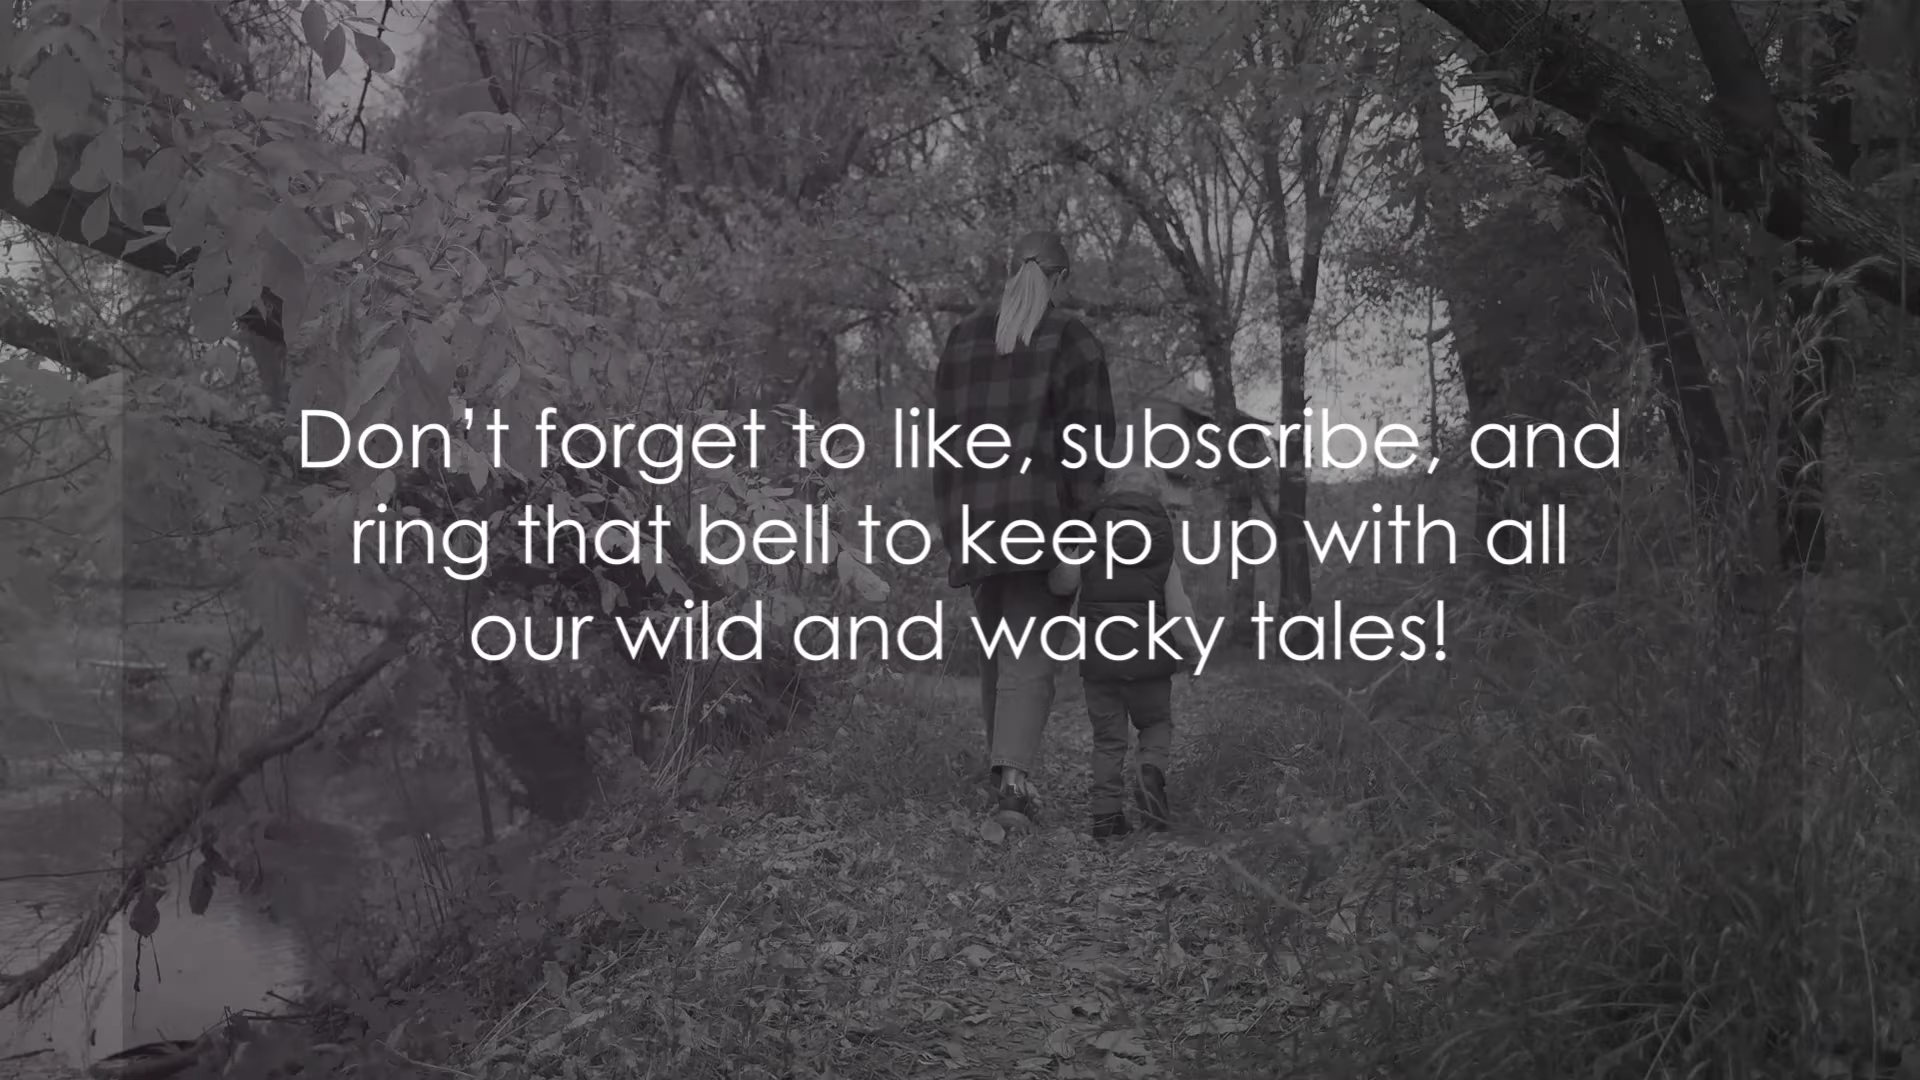 Don’t forget to like, subscribe, and
ring that bell to keep up with all
our wild and wacky tales!